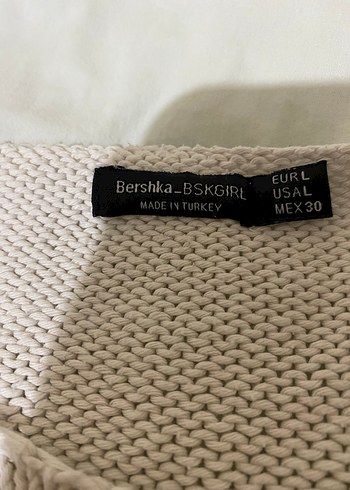 Bershka_BSKGIRL
MADE IN TURKEY
EUR L
USA L
MEX 30